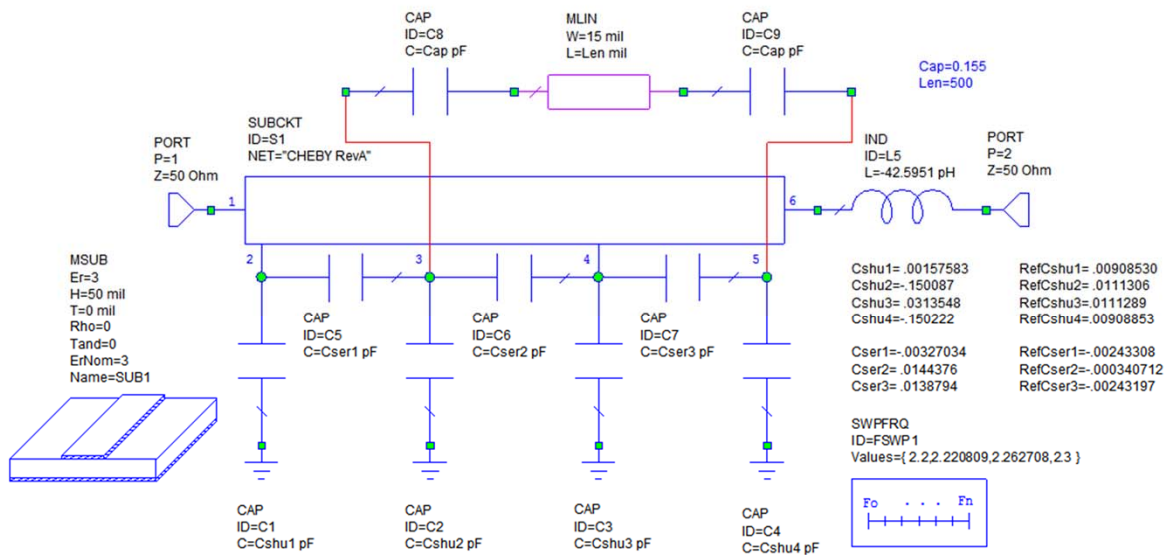 CAP
ID=C8
C=Cap pF
MLIN
W=15 mil
L=Len mil
CAP
ID=C9
C=Cap pF
Cap=0.155
Len=500
SUBCKT
ID=S1
NET="CHEBY RevA"
PORT
P=1
Z=50 Ohm
IND
ID=L5
L=-42.5951 pH
PORT
P=2
Z=50 Ohm
1
6
2
3
4
5
MSUB
Er=3
H=50 mil
T=0 mil
Rho=0
Tand=0
ErNom=3
Name=SUB1
CAP
ID=C5
C=Cser1 pF
CAP
ID=C6
C=Cser2 pF
CAP
ID=C7
C=Cser3 pF
Cshu1= .00157583
Cshu2=-.150087
Cshu3= .0313548
Cshu4=-.150222
RefCshu1= .00908530
RefCshu2= .0111306
RefCshu3= .0111289
RefCshu4= .00908853
Cser1=-.00327034
Cser2= .0144376
Cser3= .0138794
RefCser1=-.00243308
RefCser2=-.000340712
RefCser3=-.00243197
SWPFRQ
ID=FSWP1
Values={ 2.2,2.220809,2.262708,2.3 }
Fo . . . Fn
CAP
ID=C1
C=Cshu1 pF
CAP
ID=C2
C=Cshu2 pF
CAP
ID=C3
C=Cshu3 pF
CAP
ID=C4
C=Cshu4 pF